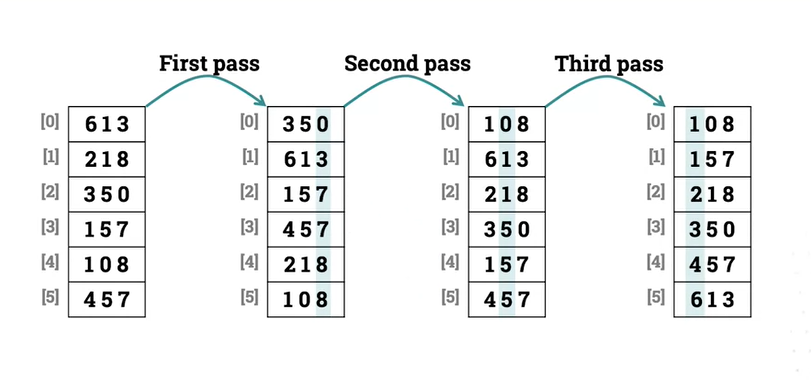 First pass Second pass Third pass
[0] 613 [0] 350 [0] 108 [0] 108
[1] 218 [1] 613 [1] 613 [1] 157
[2] 350 [2] 157 [2] 218 [2] 218
[3] 157 [3] 457 [3] 350 [3] 350
[4] 108 [4] 218 [4] 157 [4] 457
[5] 457 [5] 108 [5] 457 [5] 613